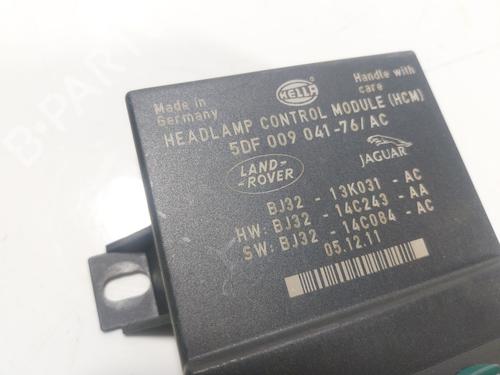 HELLA
Made in
Germany
Handle with
care
HEADLAMP CONTROL MODULE (HCM)
5DF 009 041-76/AC
LAND-
ROVER
JAGUAR
BJ32 - 13K031 - AC
HW: BJ32 - 14C243 - AA
SW: BJ32 - 14C084 - AC
05.12.11
B-PARTS